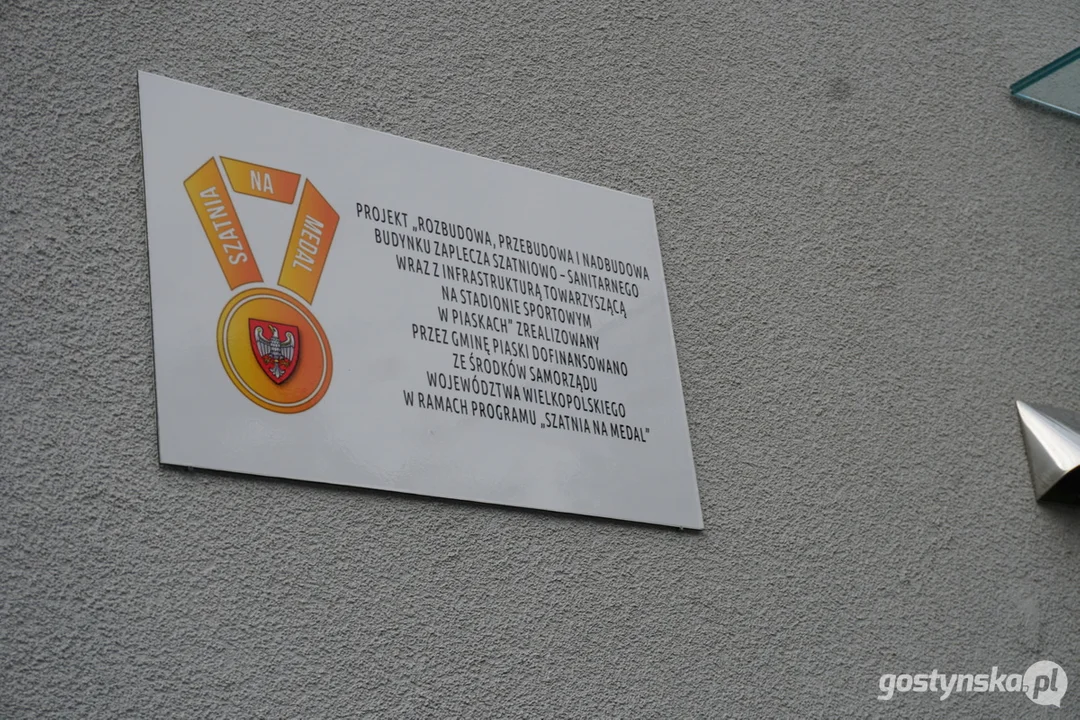 SZATNIA
NA
MEDAL
PROJEKT „ROZBUDOWA, PRZEBUDOWA I NADBUDOWA
BUDYNKU ZAPLECZA SZATNIOWO – SANITARNEGO
WRAZ Z INFRASTRUKTURĄ TOWARZYSZĄCĄ
NA STADIONIE SPORTOWYM
W PIASKACH” ZREALIZOWANY
PRZEZ GMINĘ PIASKI DOFINANSOWANO
ZE ŚRODKÓW SAMORZĄDU
WOJEWÓDZTWA WIELKOPOLSKIEGO
W RAMACH PROGRAMU „SZATNIA NA MEDAL”
gostynska.pl